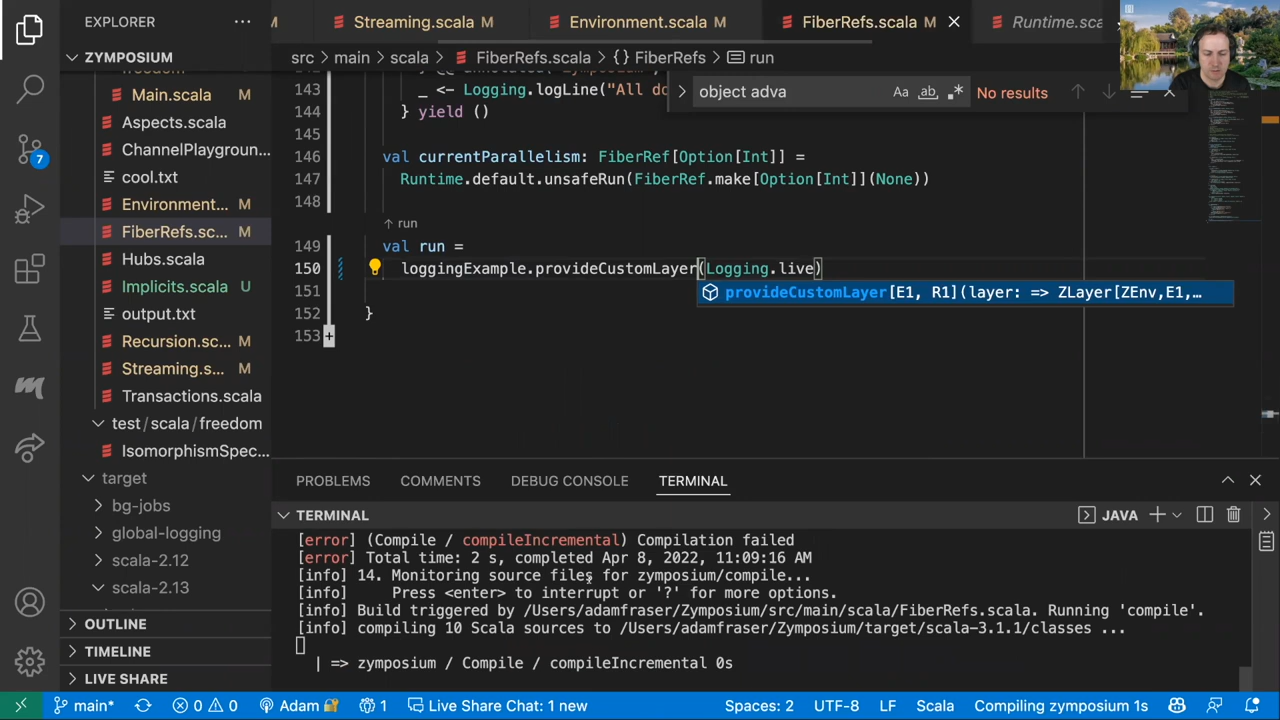 EXPLORER
ZYMPOSIUM
freedom
Main.scala
Aspects.scala
ChannelPlaygroun...
cool.txt
Environment... M
FiberRefs.sc... M
Hubs.scala
Implicits.scala U
output.txt
Recursion.sc... M
Streaming.s... M
Transactions.scala
test/scala/freedom
IsomorphismSpec...
target
bg-jobs
global-logging
scala-2.12
scala-2.13
OUTLINE
TIMELINE
LIVE SHARE
7
M
Streaming.scala M
Environment.scala M
FiberRefs.scala M
Runtime.sca
src > main > scala > FiberRefs.scala > {} FiberRefs > run
object adva
Aa ab .*
No results
143 _ <- Logging.logLine("All do
144 } yield ()
145
146 val currentParallelism: FiberRef[Option[Int]] =
147 Runtime.default.unsafeRun(FiberRef.make[Option[Int]](None))
148
run
149 val run =
150 loggingExample.provideCustomLayer(Logging.live)
provideCustomLayer[E1, R1](layer: => ZLayer[ZEnv,E1,...
151
152 }
153
PROBLEMS COMMENTS DEBUG CONSOLE TERMINAL
TERMINAL
JAVA
[error] (Compile / compileIncremental) Compilation failed
[error] Total time: 2 s, completed Apr 8, 2022, 11:09:16 AM
[info] 14. Monitoring source files for zymposium/compile...
[info] Press <enter> to interrupt or '?' for more options.
[info] Build triggered by /Users/adamfraser/Zymposium/src/main/scala/FiberRefs.scala. Running 'compile'.
[info] compiling 10 Scala sources to /Users/adamfraser/Zymposium/target/scala-3.1.1/classes ...
| => zymposium / Compile / compileIncremental 0s
main* 0 0 Adam 1 Live Share Chat: 1 new Spaces: 2 UTF-8 LF Scala Compiling zymposium 1s